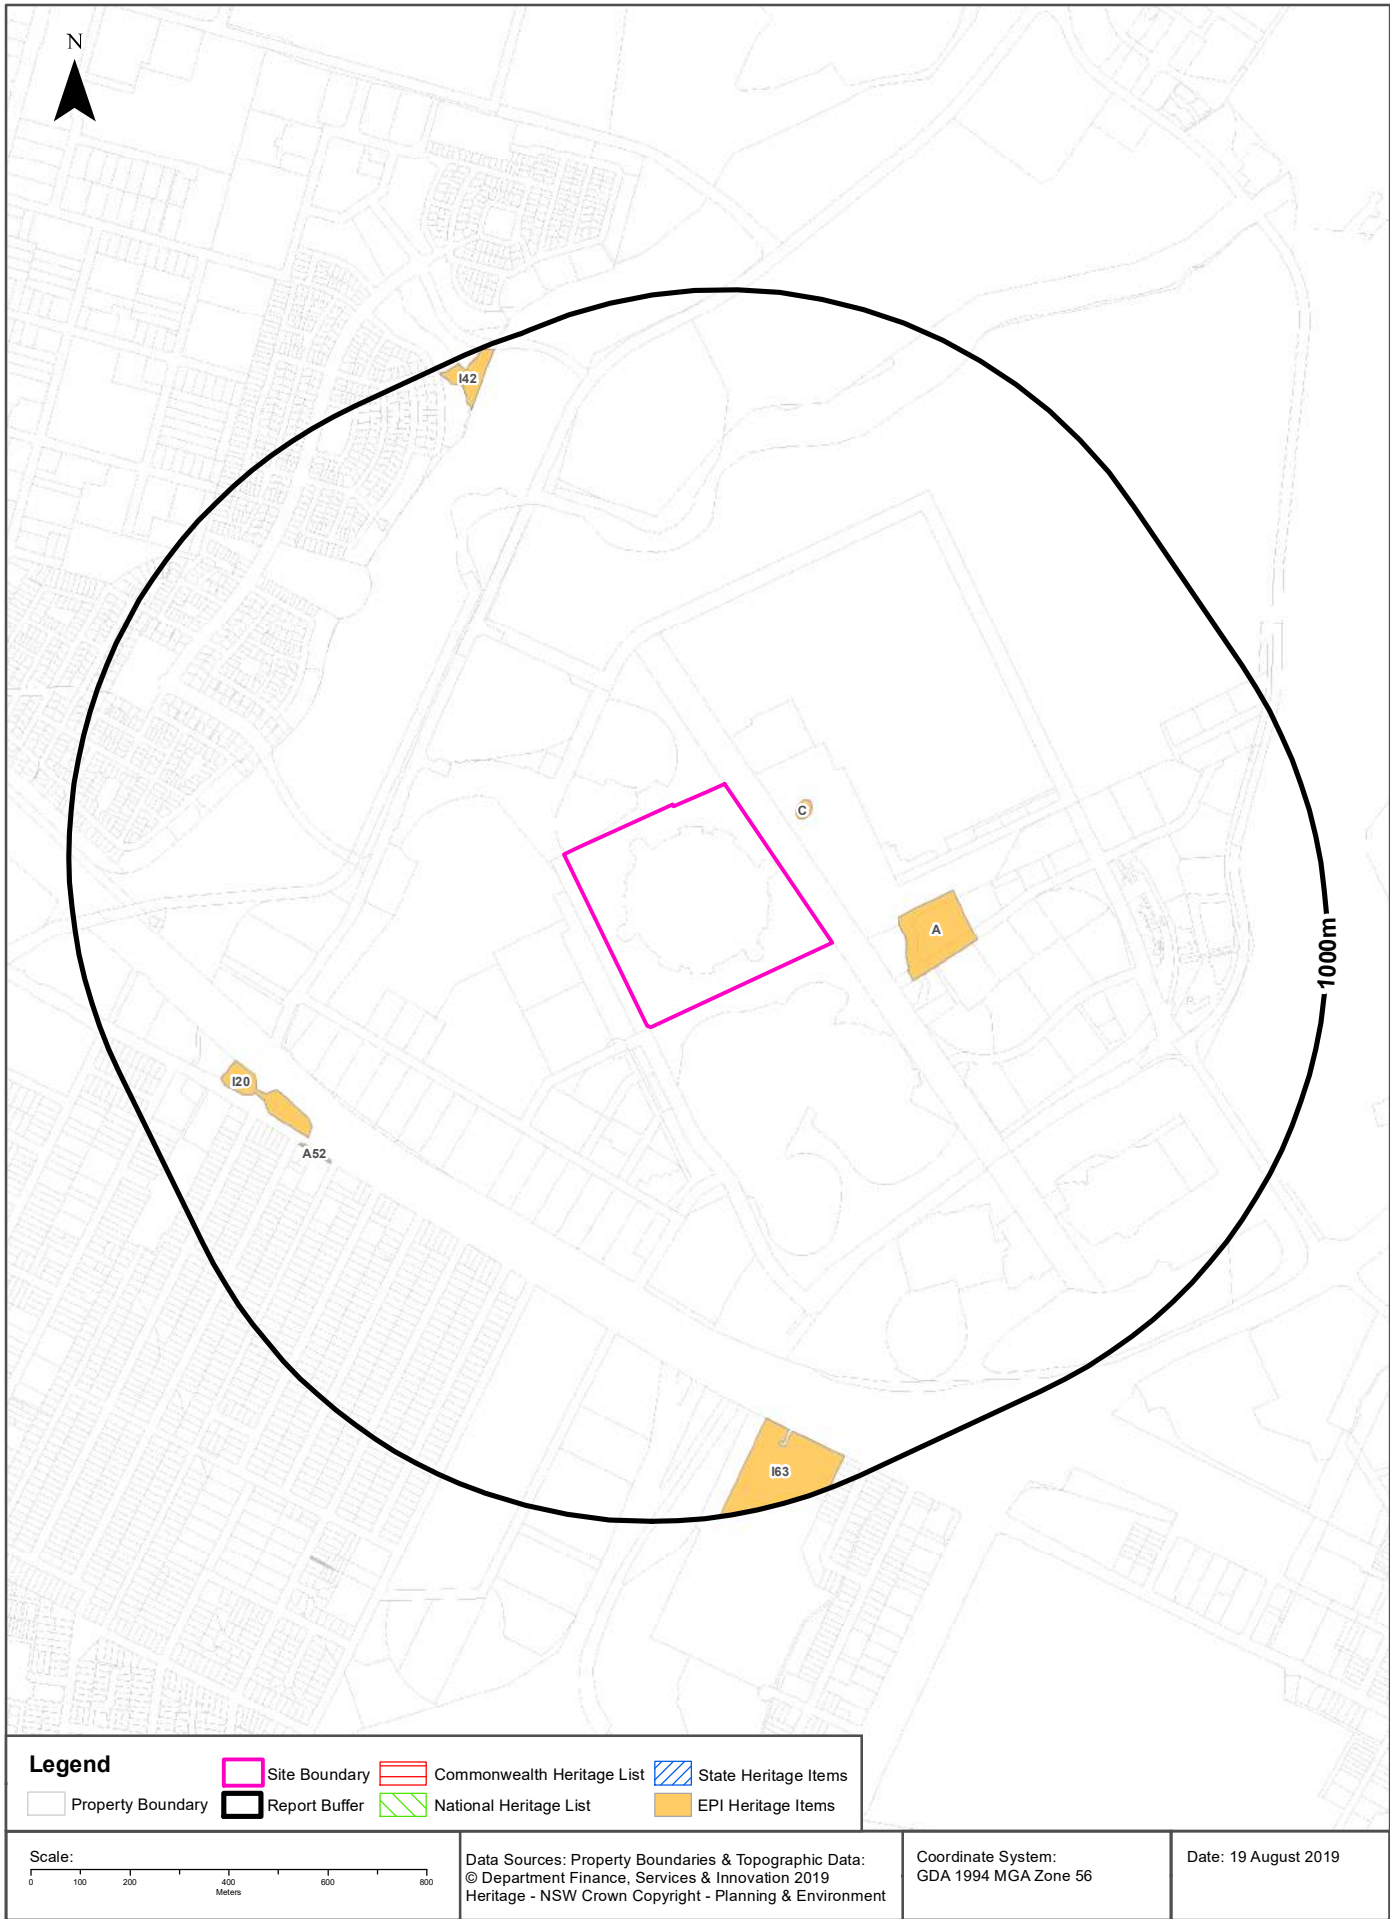 N
I42
C
A
1000m
I20
A52
I63
Legend
Property Boundary
Site Boundary
Report Buffer
Commonwealth Heritage List
National Heritage List
State Heritage Items
EPI Heritage Items
Scale:
0 100 200 400 600 800
Meters
Data Sources: Property Boundaries & Topographic Data:
© Department Finance, Services & Innovation 2019
Heritage - NSW Crown Copyright - Planning & Environment
Coordinate System:
GDA 1994 MGA Zone 56
Date: 19 August 2019